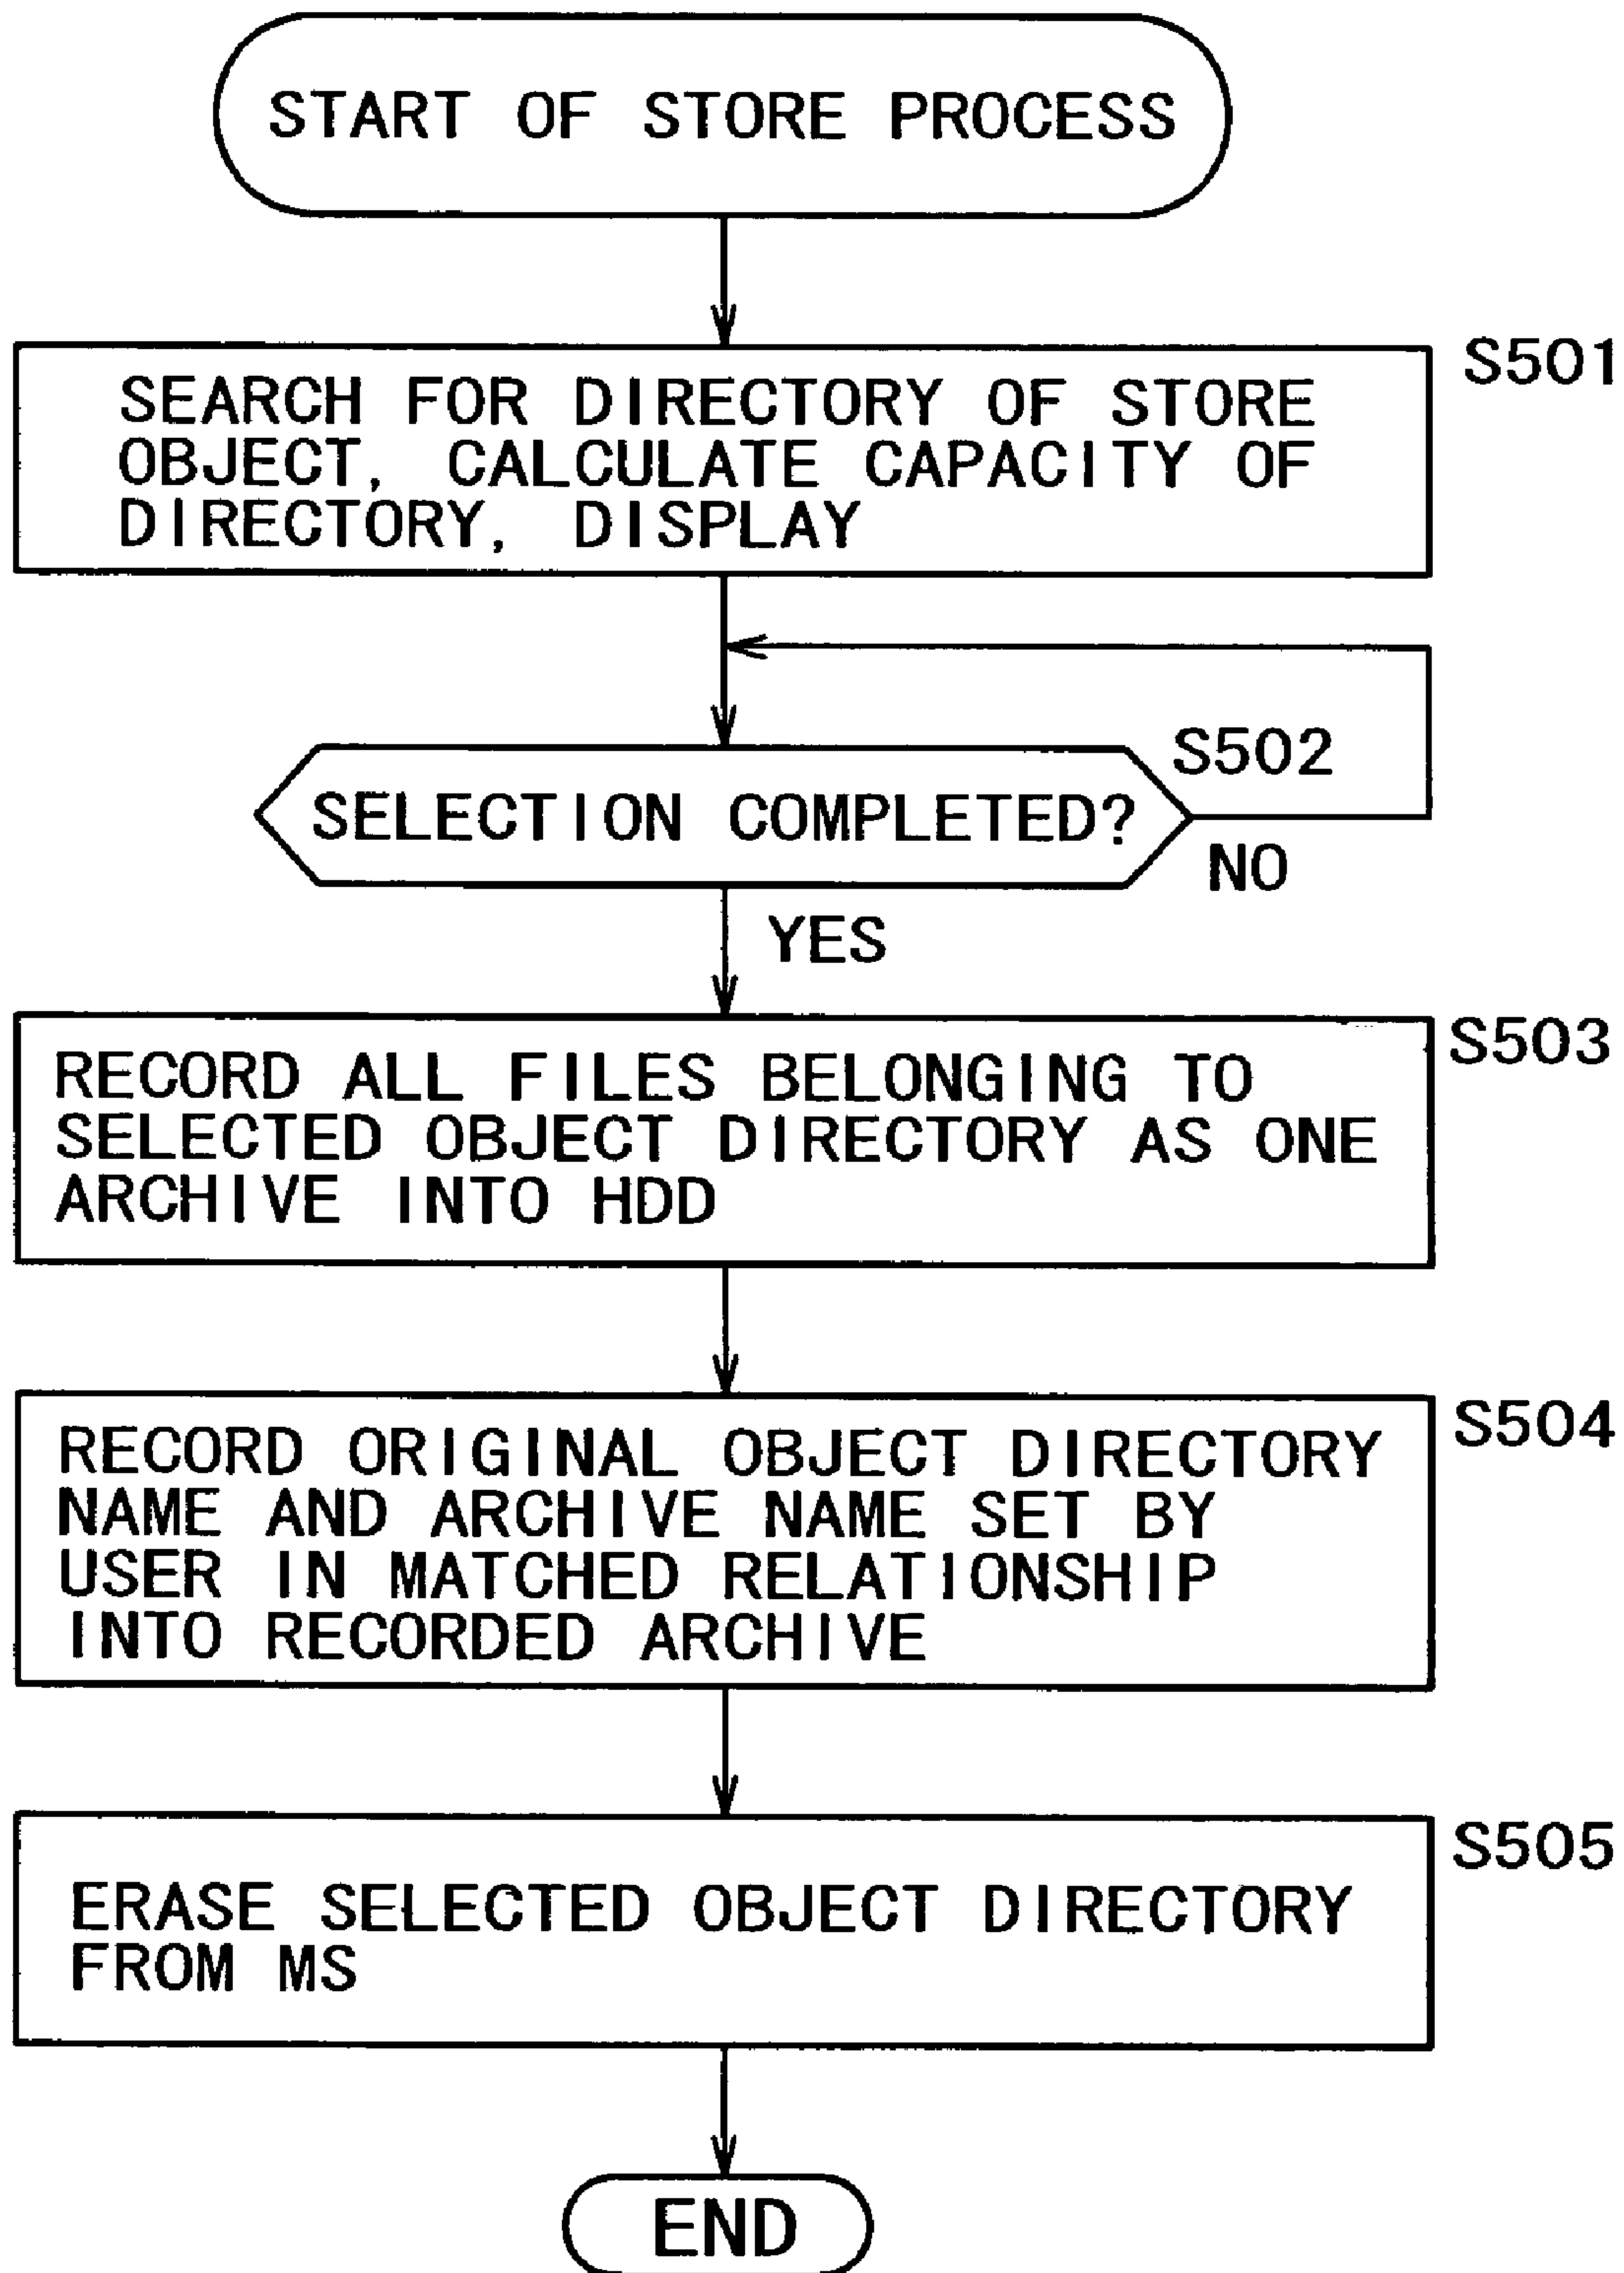 START OF STORE PROCESS
S501
SEARCH FOR DIRECTORY OF STORE
OBJECT, CALCULATE CAPACITY OF
DIRECTORY, DISPLAY
S502
SELECTION COMPLETED?
NO
YES
S503
RECORD ALL FILES BELONGING TO
SELECTED OBJECT DIRECTORY AS ONE
ARCHIVE INTO HDD
S504
RECORD ORIGINAL OBJECT DIRECTORY
NAME AND ARCHIVE NAME SET BY
USER IN MATCHED RELATIONSHIP
INTO RECORDED ARCHIVE
S505
ERASE SELECTED OBJECT DIRECTORY
FROM MS
END